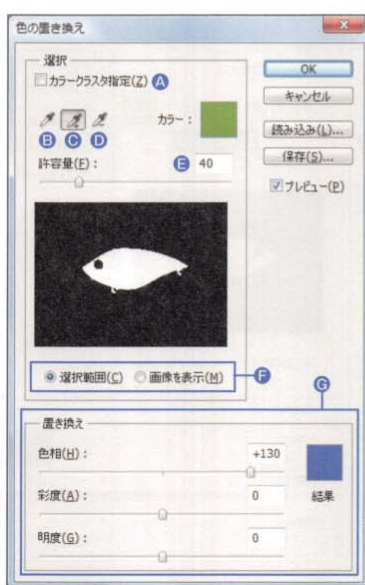 色の置き換え
選択
カラークラスタ指定(Z) A
B C D
カラー:
許容量(F): E 40
選択範囲(C) 画像を表示(M) F
OK
キャンセル
読み込み(L)...
保存(S)...
プレビュー(P)
G
置き換え
色相(H): +130
彩度(A): 0
明度(G): 0
結果